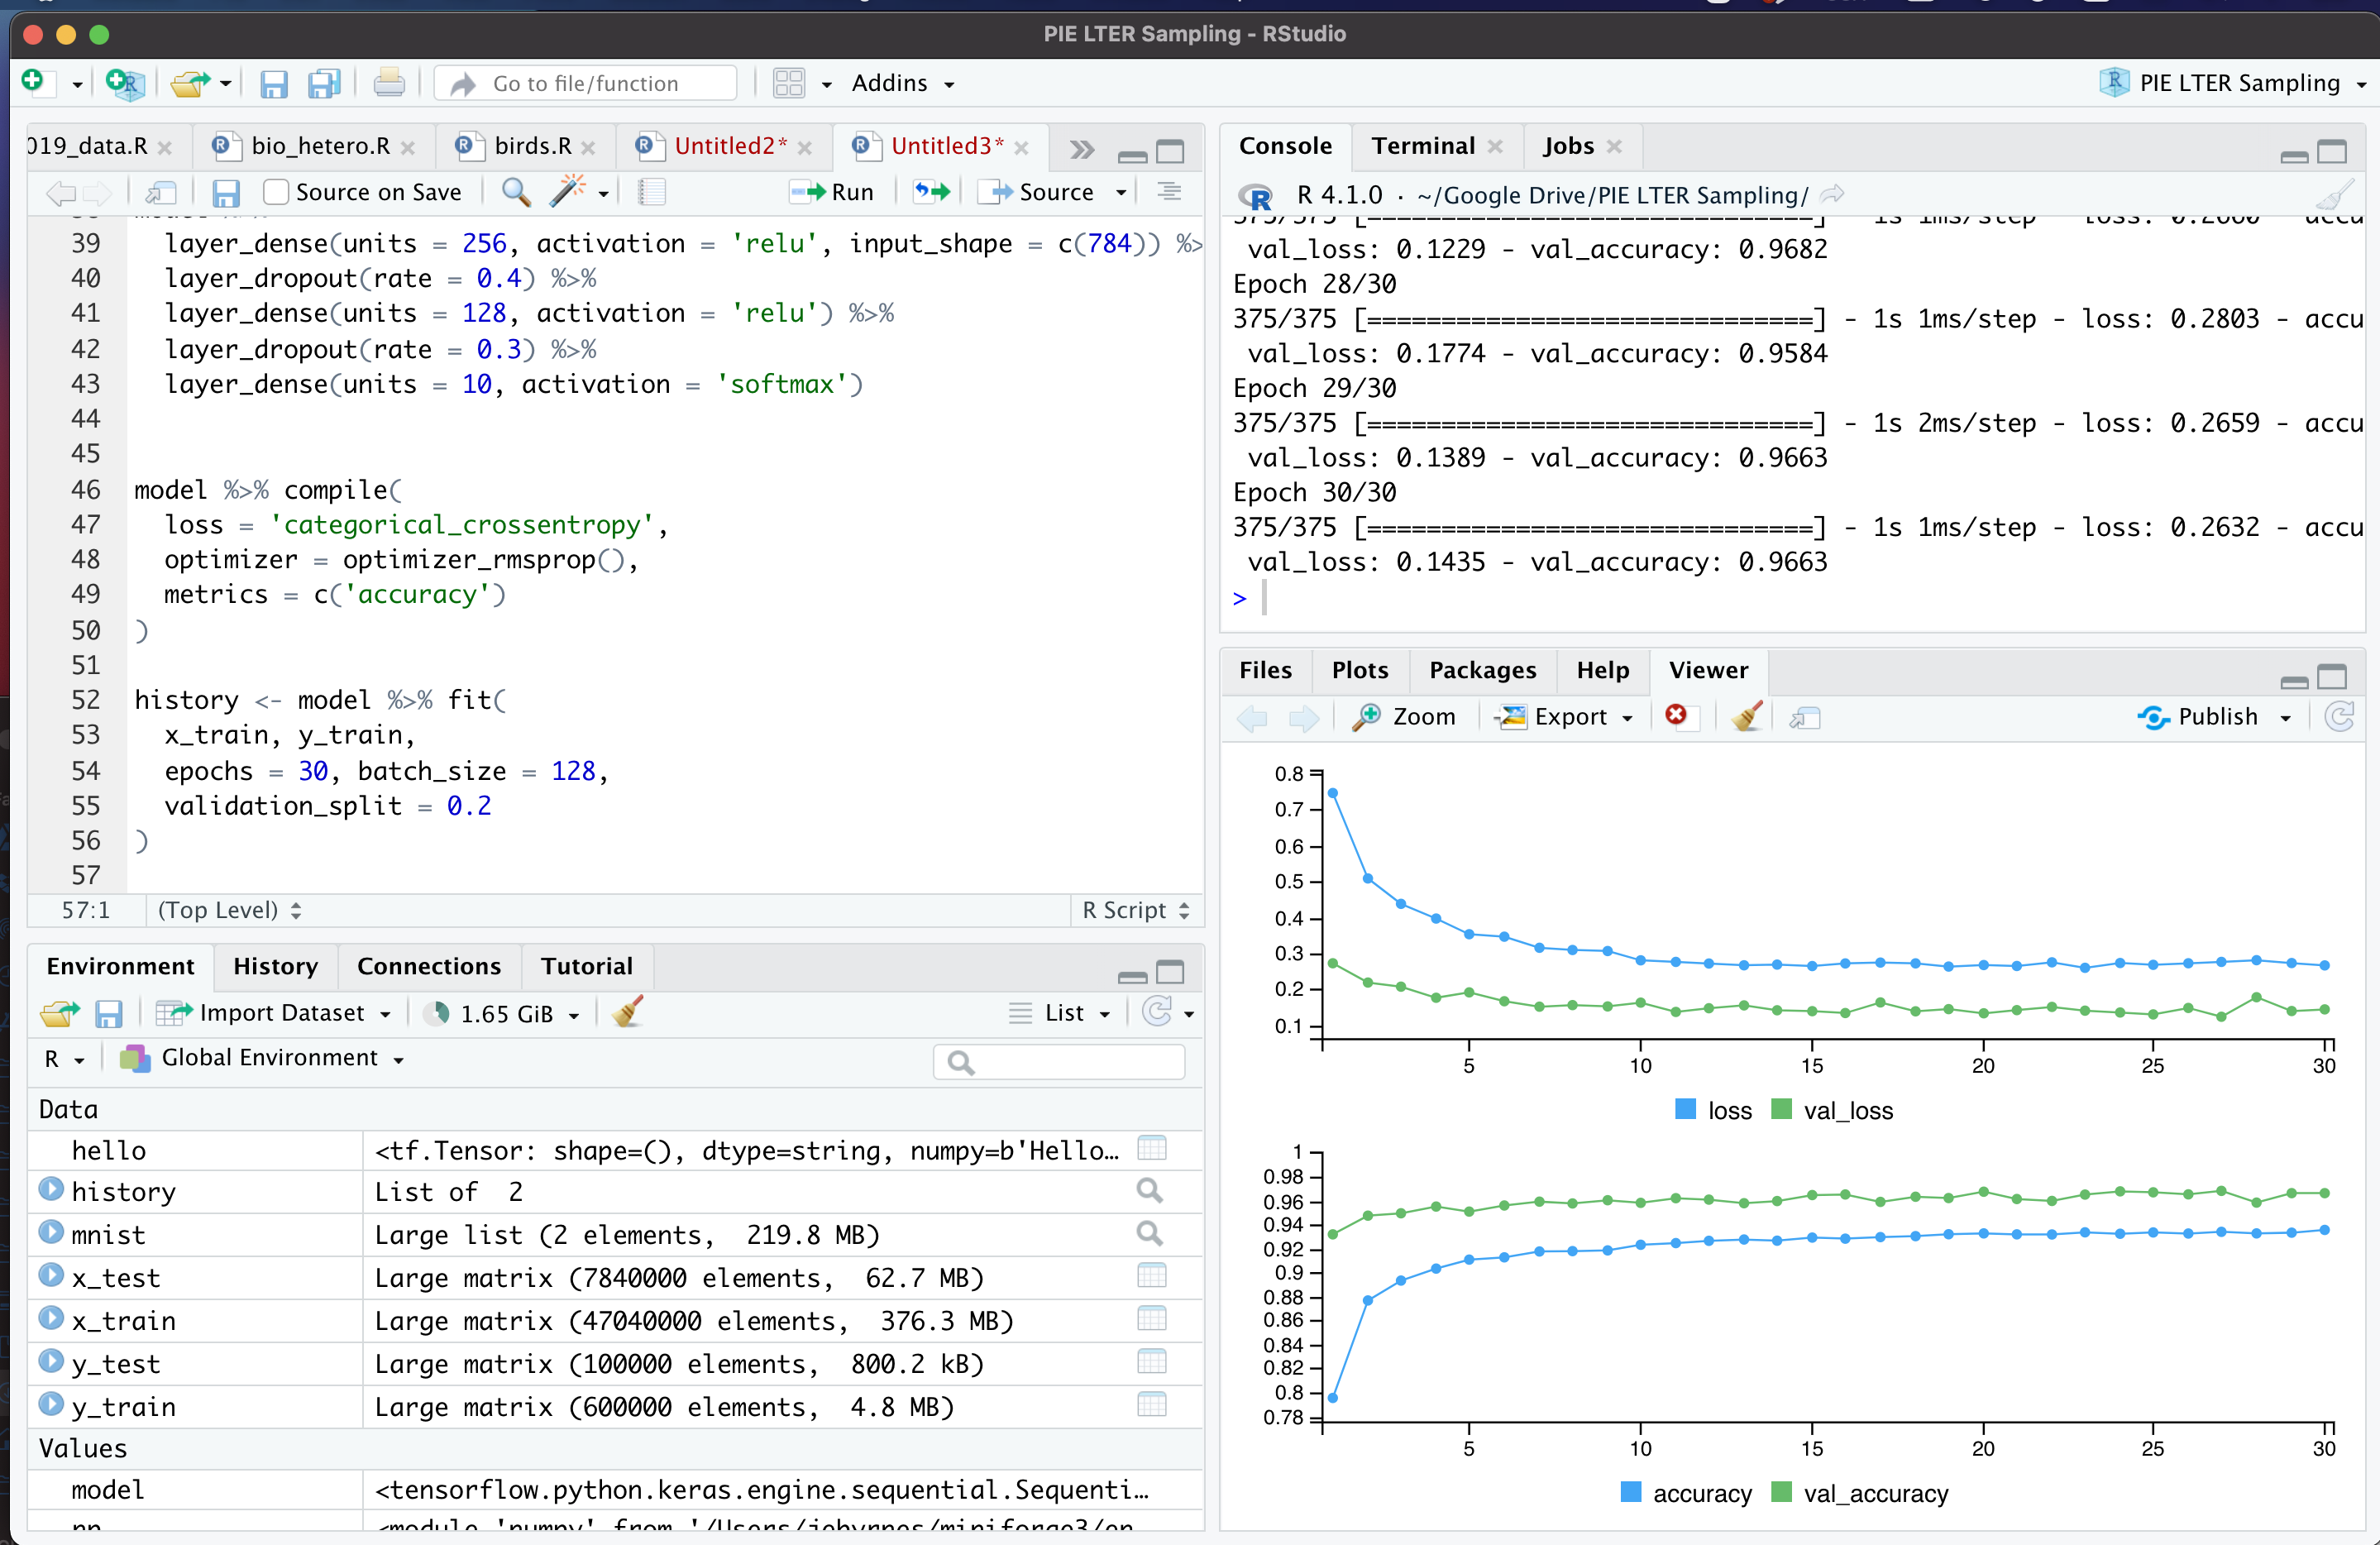 PIE LTER Sampling - RStudio
Go to file/function
Addins
PIE LTER Sampling
019_data.R
bio_hetero.R
birds.R
Untitled2*
Untitled3*
Source on Save
Run
Source
39 layer_dense(units = 256, activation = 'relu', input_shape = c(784)) %>
40 layer_dropout(rate = 0.4) %>%
41 layer_dense(units = 128, activation = 'relu') %>%
42 layer_dropout(rate = 0.3) %>%
43 layer_dense(units = 10, activation = 'softmax')
44
45
46 model %>% compile(
47 loss = 'categorical_crossentropy',
48 optimizer = optimizer_rmsprop(),
49 metrics = c('accuracy')
50 )
51
52 history <- model %>% fit(
53 x_train, y_train,
54 epochs = 30, batch_size = 128,
55 validation_split = 0.2
56 )
57
57:1 (Top Level) R Script
Environment History Connections Tutorial
Import Dataset 1.65 GiB List
R Global Environment
Data
hello <tf.Tensor: shape=(), dtype=string, numpy=b'Hello…
history List of 2
mnist Large list (2 elements, 219.8 MB)
x_test Large matrix (7840000 elements, 62.7 MB)
x_train Large matrix (47040000 elements, 376.3 MB)
y_test Large matrix (100000 elements, 800.2 kB)
y_train Large matrix (600000 elements, 4.8 MB)
Values
model <tensorflow.python.keras.engine.sequential.Sequenti…
Console Terminal Jobs
R 4.1.0 · ~/Google Drive/PIE LTER Sampling/
375/375 [==============================] - 1s 1ms/step - loss: 0.2660 - accu
val_loss: 0.1229 - val_accuracy: 0.9682
Epoch 28/30
375/375 [==============================] - 1s 1ms/step - loss: 0.2803 - accu
val_loss: 0.1774 - val_accuracy: 0.9584
Epoch 29/30
375/375 [==============================] - 1s 2ms/step - loss: 0.2659 - accu
val_loss: 0.1389 - val_accuracy: 0.9663
Epoch 30/30
375/375 [==============================] - 1s 1ms/step - loss: 0.2632 - accu
val_loss: 0.1435 - val_accuracy: 0.9663
>
Files Plots Packages Help Viewer
Zoom Export Publish
0.8
0.7
0.6
0.5
0.4
0.3
0.2
0.1
5 10 15 20 25 30
loss val_loss
1
0.98
0.96
0.94
0.92
0.9
0.88
0.86
0.84
0.82
0.8
0.78
5 10 15 20 25 30
accuracy val_accuracy